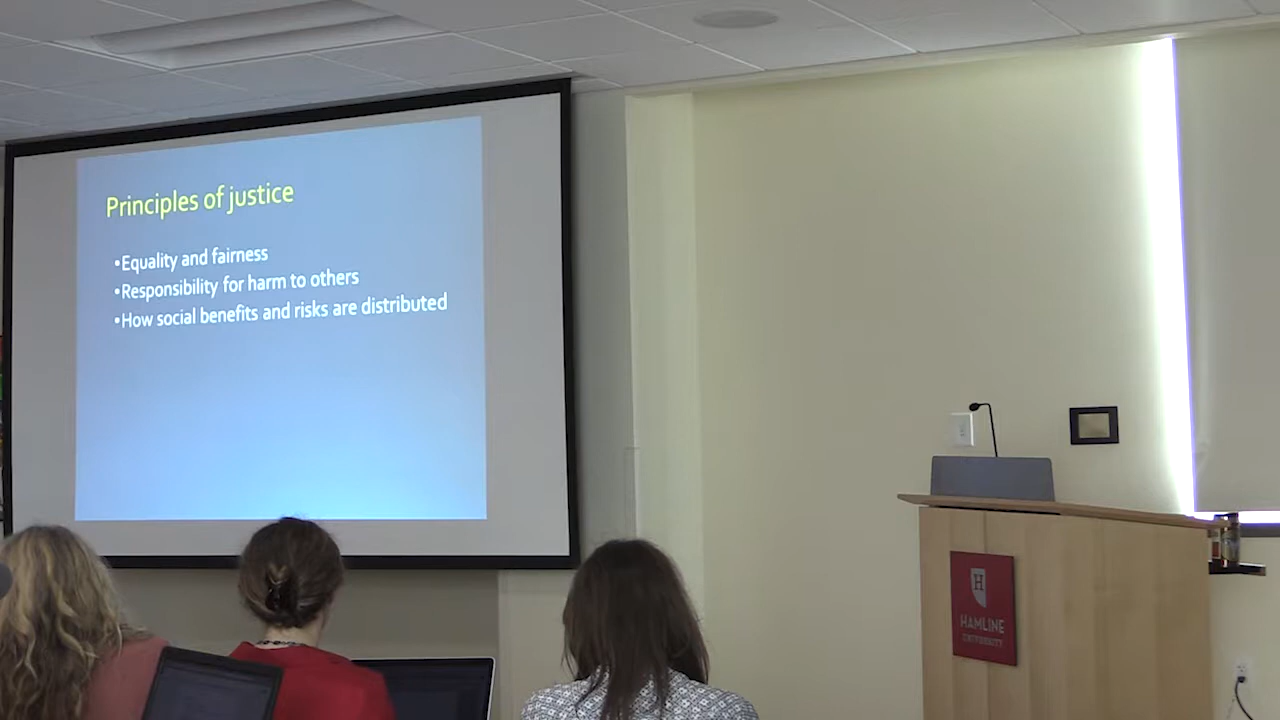 Principles of justice
•Equality and fairness
•Responsibility for harm to others
•How social benefits and risks are distributed
H
HAMLINE
UNIVERSITY